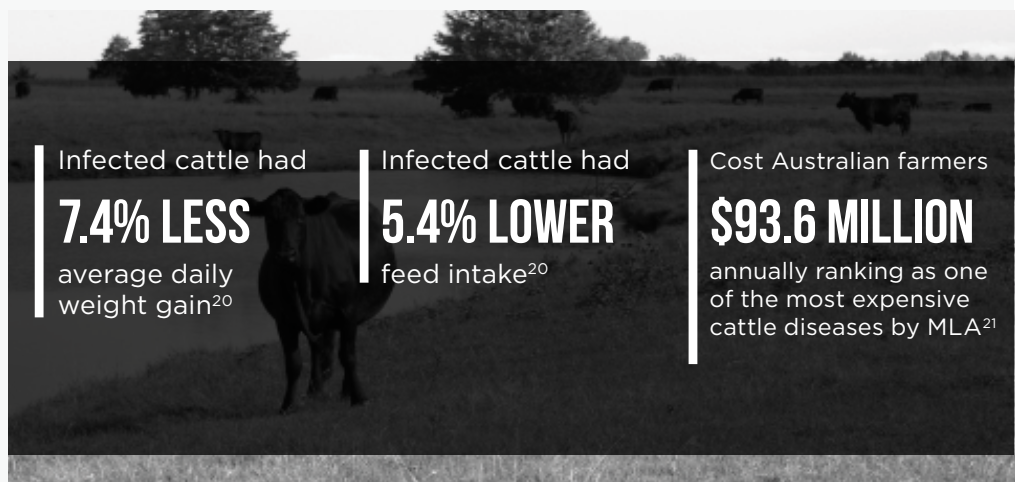 Infected cattle had
7.4% LESS
average daily
weight gain20
Infected cattle had
5.4% LOWER
feed intake20
Cost Australian farmers
$93.6 MILLION
annually ranking as one
of the most expensive
cattle diseases by MLA21